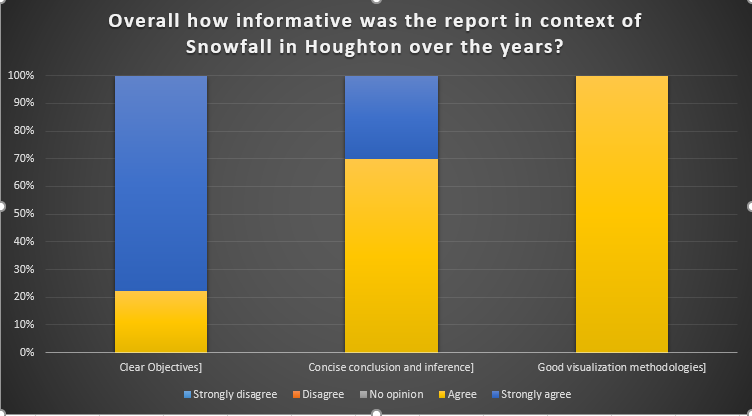 Overall how informative was the report in context of
Snowfall in Houghton over the years?
100%
90%
80%
70%
60%
50%
40%
30%
20%
10%
0%
Clear Objectives] Concise conclusion and inference] Good visualization methodologies]
Strongly disagree Disagree No opinion Agree Strongly agree